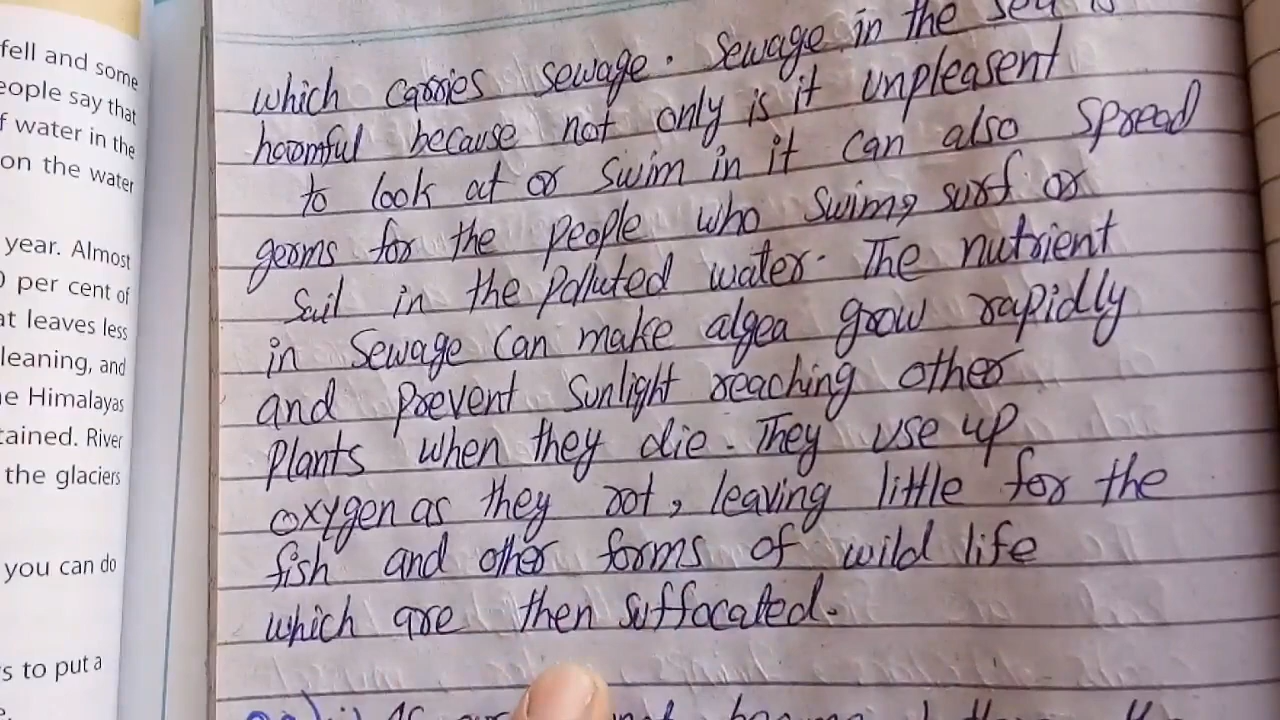 fell and some
eople say that
f water in the
on the water
year. Almost
0 per cent of
at leaves less
leaning, and
e Himalayas
tained. River
the glaciers
you can do
s to put a
which carries sewage. Sewage in the sea is
harmful because not only is it unpleasent
to look at or swim in it can also spread
germs for the people who swim, surf or
sail in the polluted water. The nutrient
in sewage can make algea grow rapidly
and prevent sunlight reaching other
plants when they die. They use up
oxygen as they rot, leaving little for the
fish and other forms of wild life
which are then suffocated.